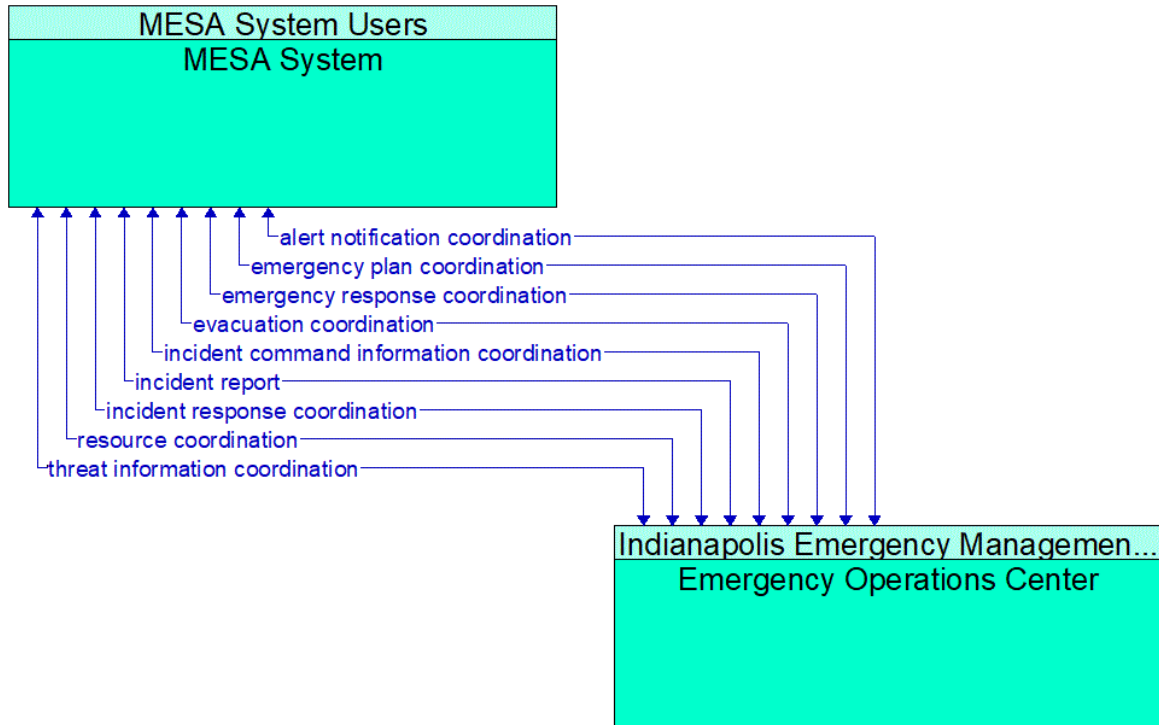 MESA System Users
MESA System
alert notification coordination
emergency plan coordination
emergency response coordination
evacuation coordination
incident command information coordination
incident report
incident response coordination
resource coordination
threat information coordination
Indianapolis Emergency Managemen...
Emergency Operations Center